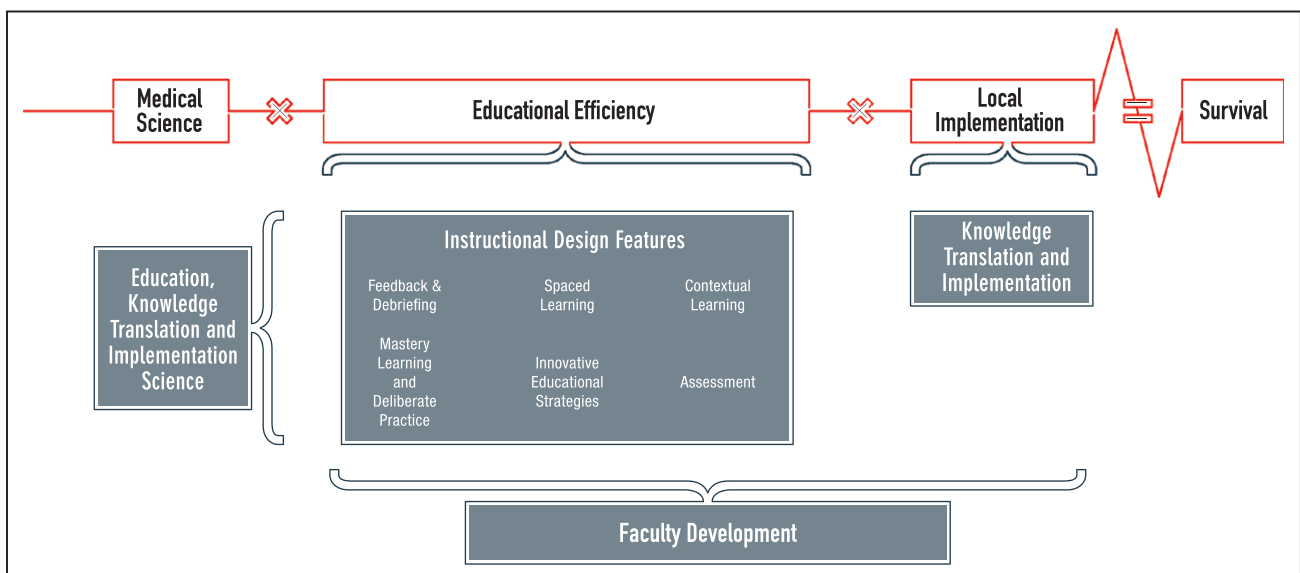 Medical
Science
Educational Efficiency
Local
Implementation
Survival
Education,
Knowledge
Translation and
Implementation
Science
Instructional Design Features
Feedback &
Debriefing
Spaced
Learning
Contextual
Learning
Mastery
Learning
and
Deliberate
Practice
Innovative
Educational
Strategies
Assessment
Knowledge
Translation and
Implementation
Faculty Development